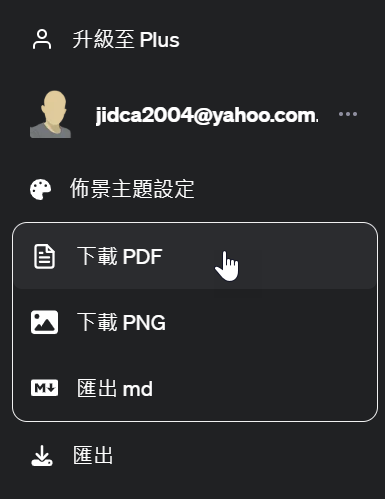 升級至 Plus
jidca2004@yahoo.com.
佈景主題設定
下載 PDF
下載 PNG
M↓
匯出 md
匯出